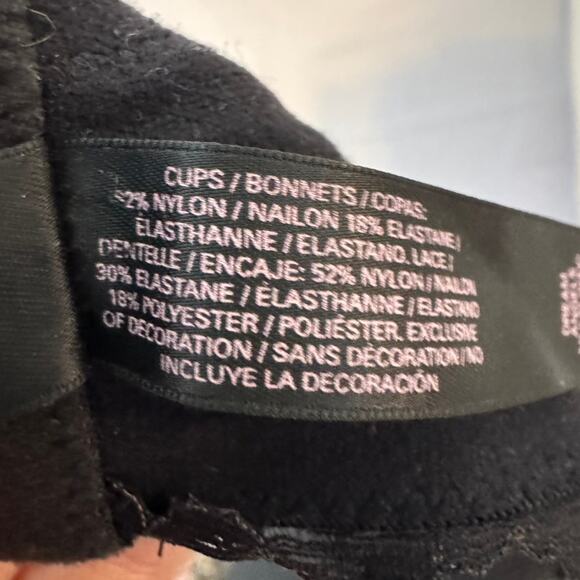 CUPS / BONNETS / COPAS:
2% NYLON / NAILON 18% ELASTANE /
ÉLASTHANNE / ELASTANO. LACE /
DENTELLE / ENCAJE: 52% NYLON / NAILON
30% ELASTANE / ÉLASTHANNE / ELASTANO
18% POLYESTER / POLIÉSTER. EXCLUSIVE
OF DECORATION / SANS DÉCORATION / NO
INCLUYE LA DECORACIÓN